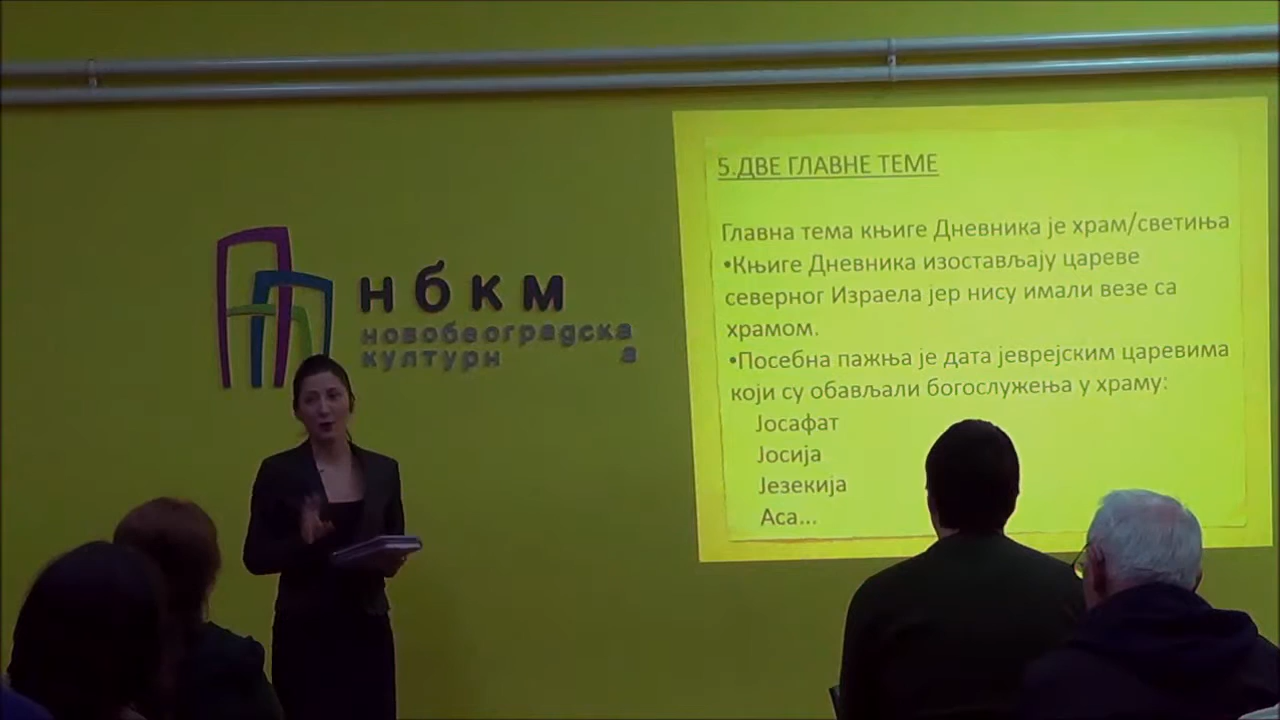 нбкм
новобеоградска
културн
а
5.ДВЕ ГЛАВНЕ ТЕМЕ
Главна тема књиге Дневника је храм/светиња
•Књиге Дневника изостављају цареве
северног Израела јер нису имали везе са
храмом.
•Посебна пажња је дата јеврејским царевима
који су обављали богослужења у храму:
Јосафат
Јосија
Језекија
Аса...